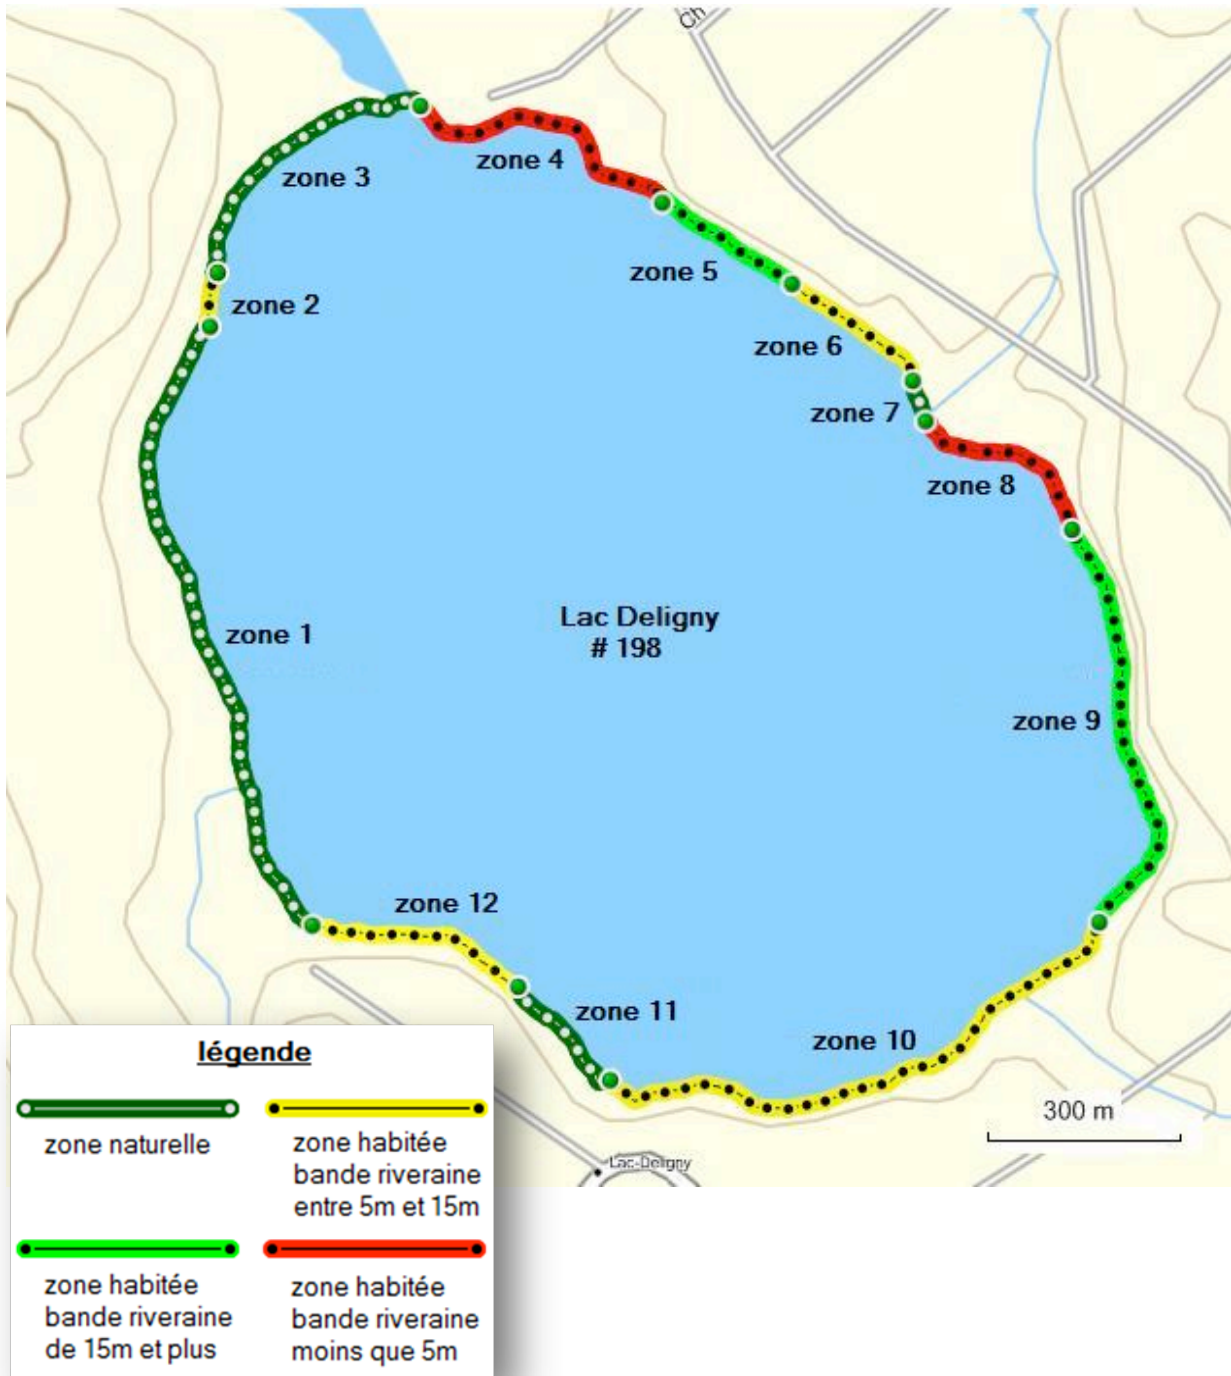 Ch
zone 3
zone 4
zone 5
zone 2
zone 6
zone 7
zone 8
Lac Deligny
# 198
zone 1
zone 9
zone 12
zone 11
zone 10
300 m
Lac-Deligny
légende
zone naturelle
zone habitée
bande riveraine
entre 5m et 15m
zone habitée
bande riveraine
de 15m et plus
zone habitée
bande riveraine
moins que 5m